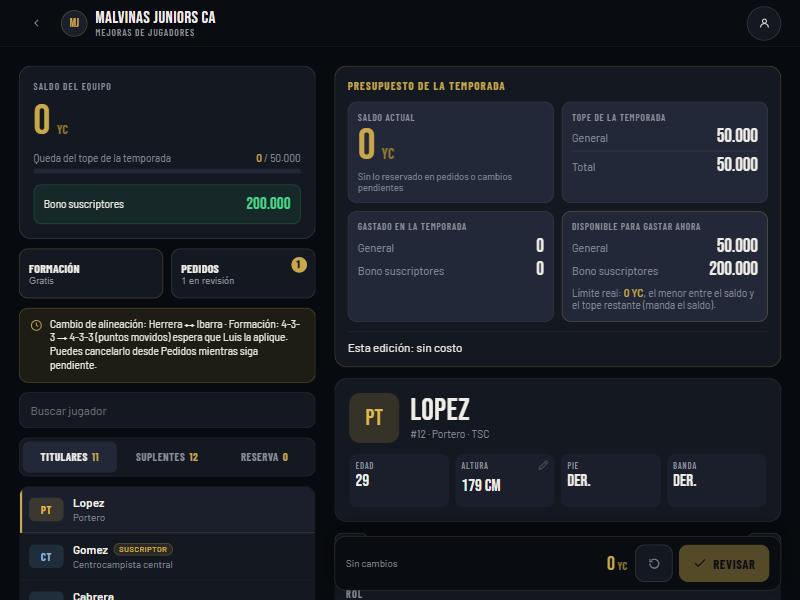 MJ
MALVINAS JUNIORS CA
MEJORAS DE JUGADORES
SALDO DEL EQUIPO
0 YC
Queda del tope de la temporada 0 / 50.000
Bono suscriptores 200.000
FORMACIÓN
Gratis
PEDIDOS 1
1 en revisión
Cambio de alineación: Herrera ↔ Ibarra · Formación: 4-3-
3 → 4-3-3 (puntos movidos) espera que Luis la aplique.
Puedes cancelarlo desde Pedidos mientras siga
pendiente.
Buscar jugador
TITULARES 11 SUPLENTES 12 RESERVA 0
PT
Lopez
Portero
CT
Gomez SUSCRIPTOR
Centrocampista central
Cabrera
PRESUPUESTO DE LA TEMPORADA
SALDO ACTUAL
0 YC
Sin lo reservado en pedidos o cambios
pendientes
TOPE DE LA TEMPORADA
General 50.000
Total 50.000
GASTADO EN LA TEMPORADA
General 0
Bono suscriptores 0
DISPONIBLE PARA GASTAR AHORA
General 50.000
Bono suscriptores 200.000
Límite real: 0 YC, el menor entre el saldo y
el tope restante (manda el saldo).
Esta edición: sin costo
PT
LOPEZ
#12 · Portero · TSC
EDAD
29
ALTURA
179 CM
PIE
DER.
BANDA
DER.
Sin cambios 0 YC REVISAR
ROL